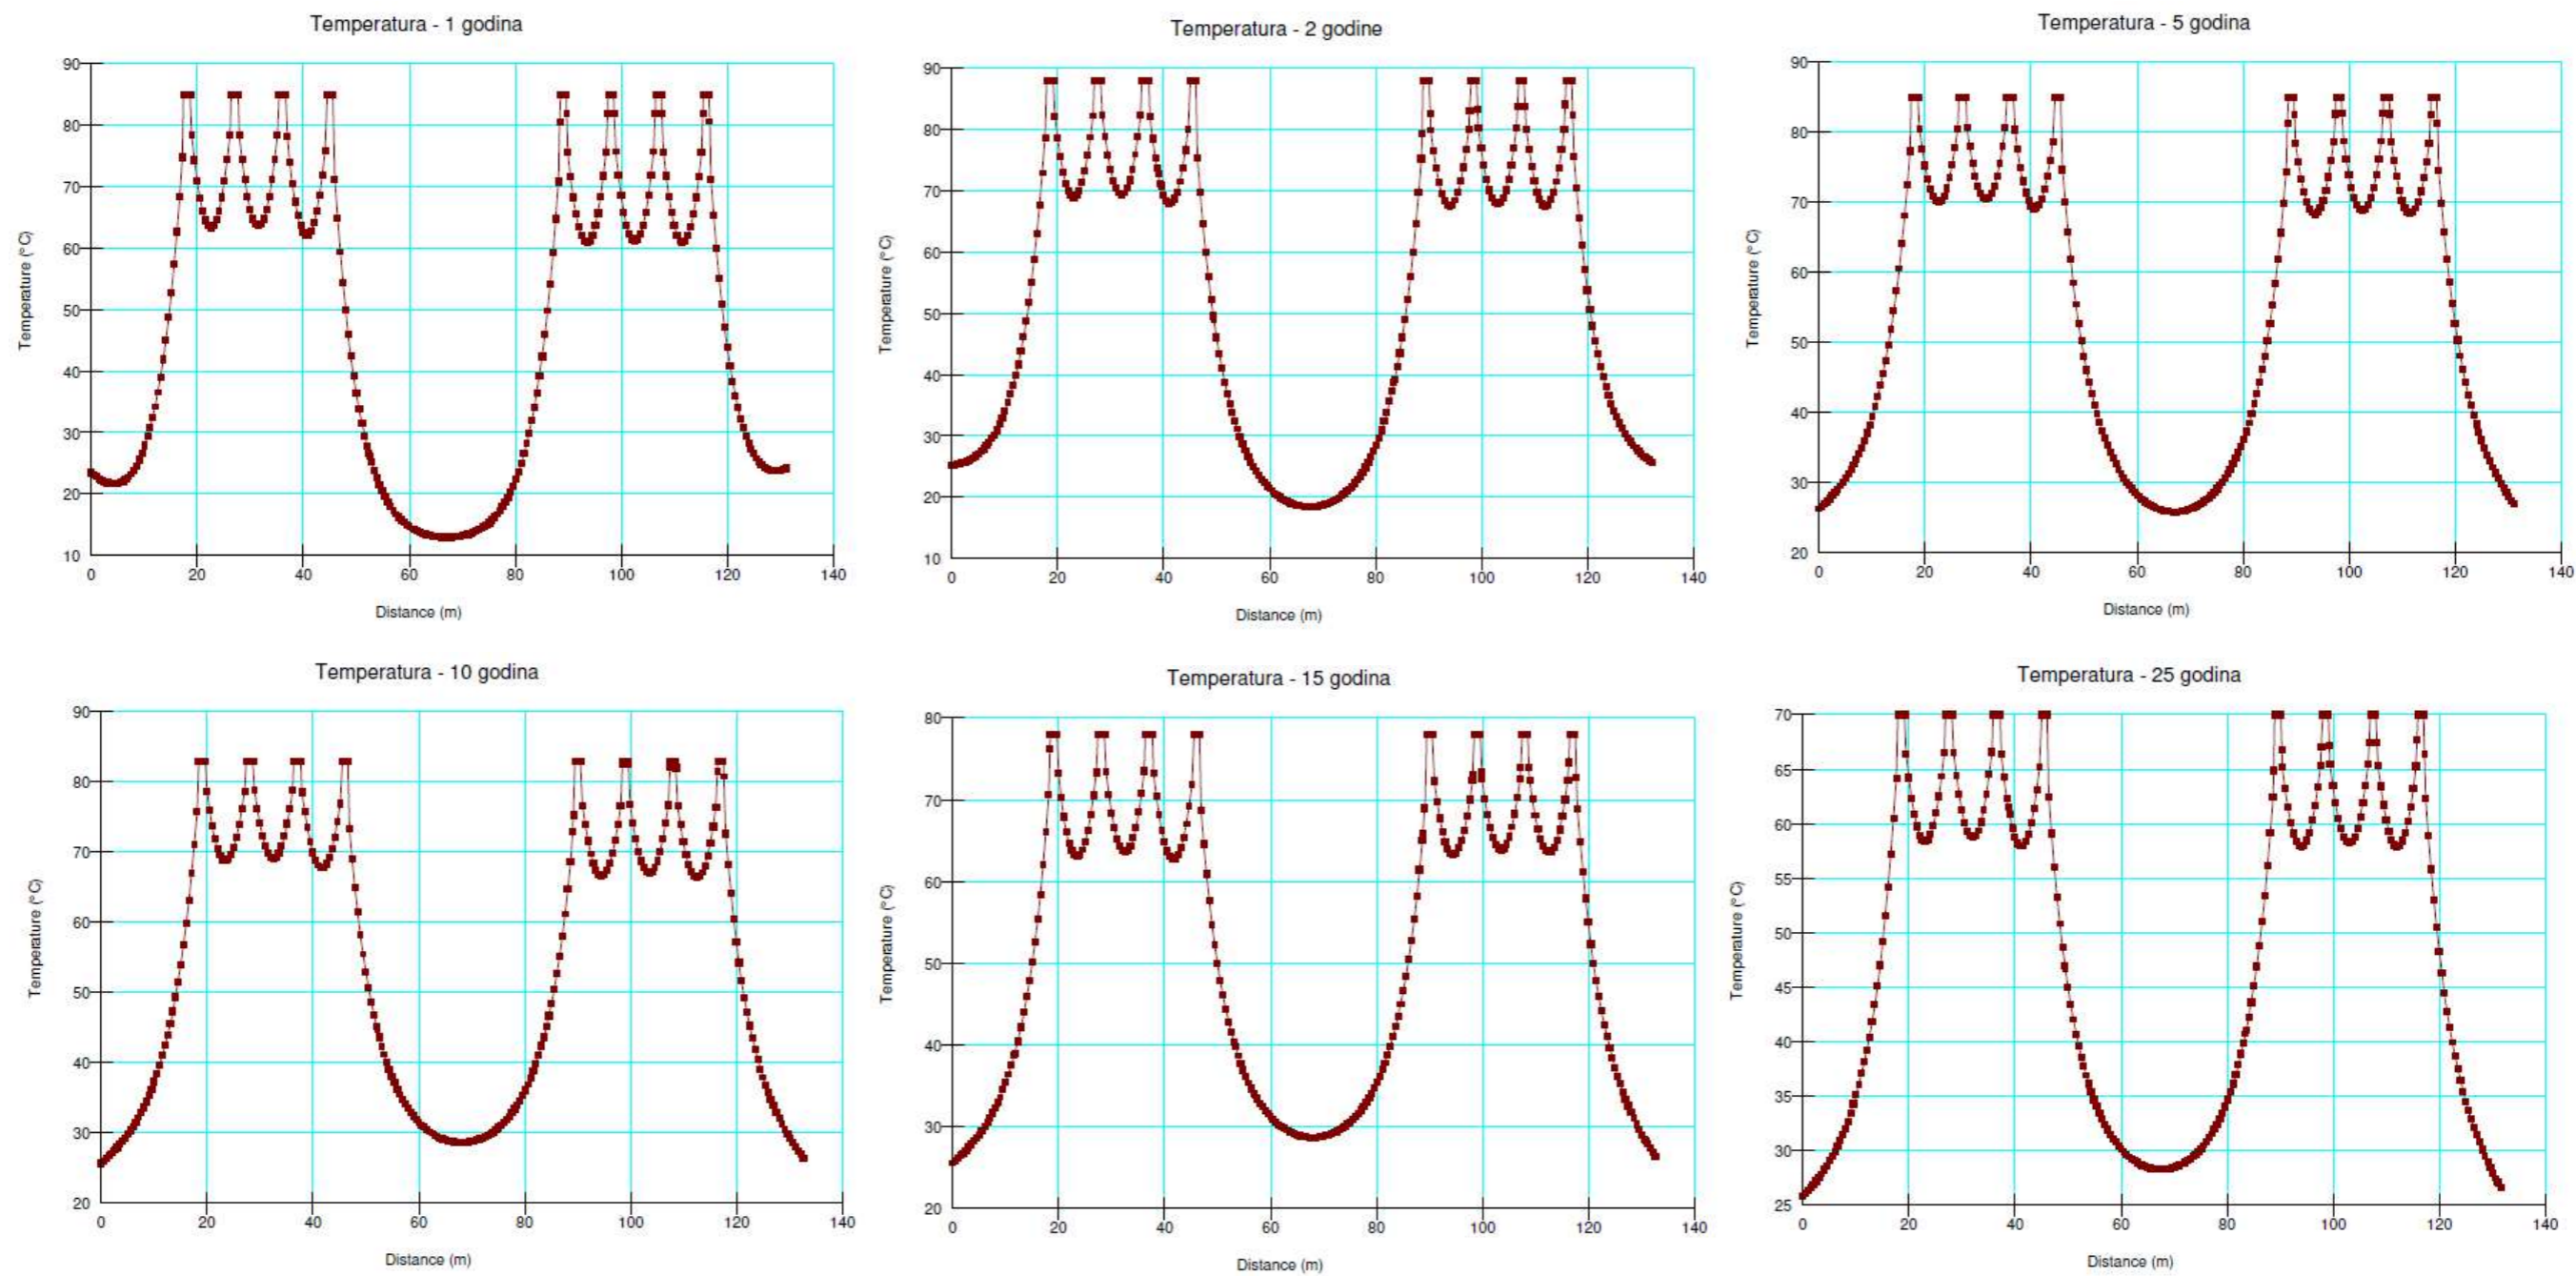 Temperatura - 1 godina
90
80
70
60
50
40
30
20
10
Temperature (°C)
0 20 40 60 80 100 120 140
Distance (m)
Temperatura - 2 godine
90
80
70
60
50
40
30
20
10
Temperature (°C)
0 20 40 60 80 100 120 140
Distance (m)
Temperatura - 5 godina
90
80
70
60
50
40
30
20
Temperature (°C)
0 20 40 60 80 100 120 140
Distance (m)
Temperatura - 10 godina
90
80
70
60
50
40
30
20
Temperature (°C)
0 20 40 60 80 100 120 140
Distance (m)
Temperatura - 15 godina
80
70
60
50
40
30
20
Temperature (°C)
0 20 40 60 80 100 120 140
Distance (m)
Temperatura - 25 godina
70
65
60
55
50
45
40
35
30
25
Temperature (°C)
0 20 40 60 80 100 120 140
Distance (m)